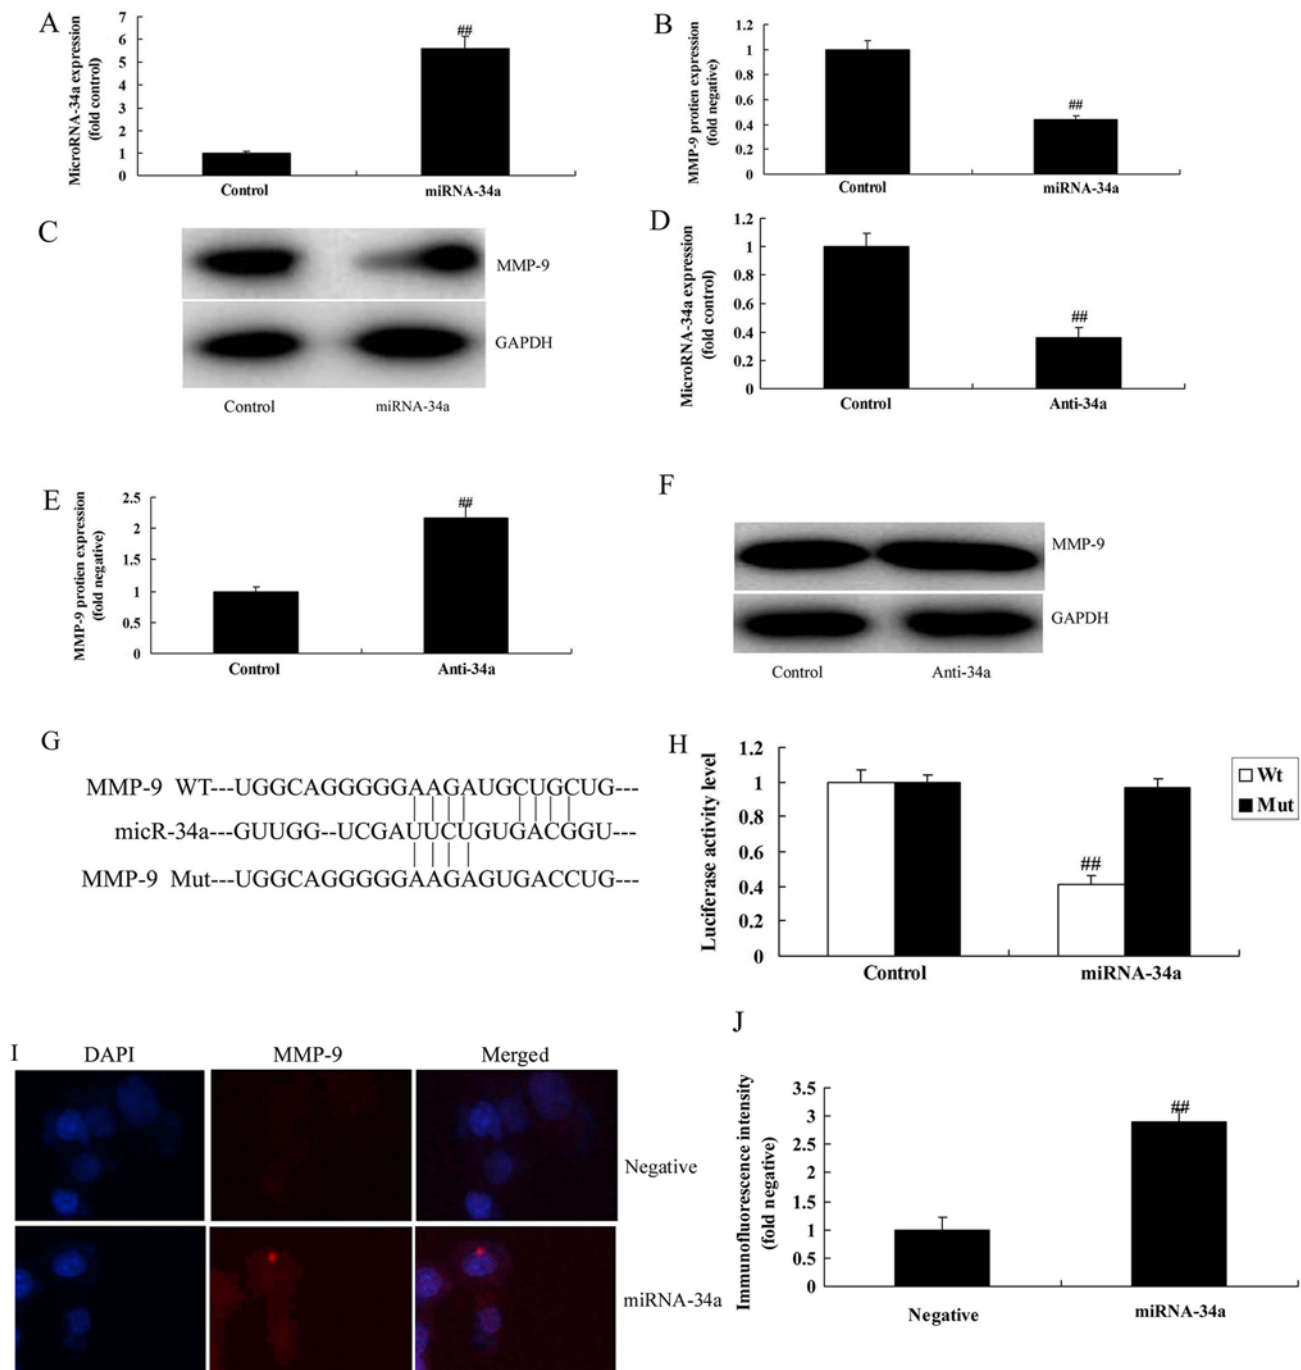 A
MicroRNA-34a expression
(fold control)
7
6
5
4
3
2
1
0
##
Control
miRNA-34a
B
MMP-9 protien expression
(fold negative)
1.2
1
0.8
0.6
0.4
0.2
0
##
Control
miRNA-34a
C
MMP-9
GAPDH
Control
miRNA-34a
D
MicroRNA-34a expression
(fold control)
1.2
1
0.8
0.6
0.4
0.2
0
##
Control
Anti-34a
E
MMP-9 protien expression
(fold negative)
2.5
2
1.5
1
0.5
0
##
Control
Anti-34a
F
MMP-9
GAPDH
Control
Anti-34a
G
MMP-9 WT---UGGCAGGGGGAAGAUGCUGCUG---
micR-34a---GUUGG--UCGAUUCUGUGACGGU---
MMP-9 Mut---UGGCAGGGGGAAGAGUGACCUG---
H
Luciferase activity level
1.2
1
0.8
0.6
0.4
0.2
0
##
Control
miRNA-34a
Wt
Mut
I
DAPI
MMP-9
Merged
Negative
miRNA-34a
J
Immunofluorescence intensity
(fold negative)
3.5
3
2.5
2
1.5
1
0.5
0
##
Negative
miRNA-34a